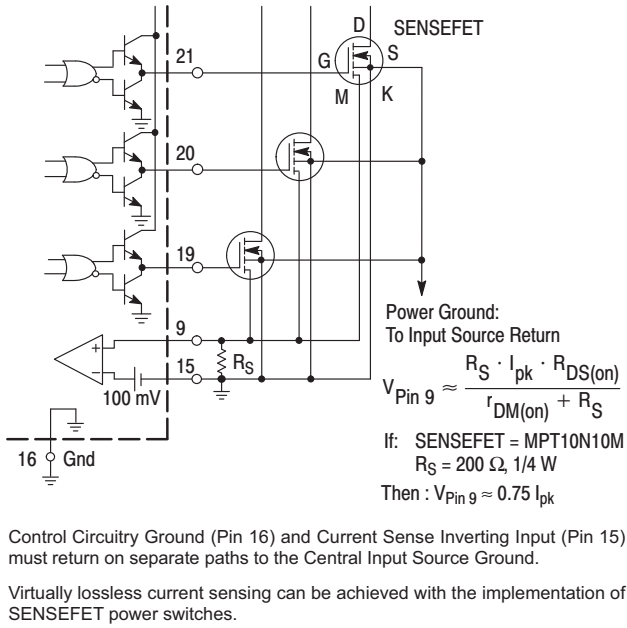 D SENSEFET
21 G S
M K
20
19
9
RS
15
100 mV
16 Gnd
+
−
Power Ground:
To Input Source Return
VPin 9 ≈ RS · Ipk · RDS(on) / rDM(on) + RS
If: SENSEFET = MPT10N10M
RS = 200 Ω, 1/4 W
Then : VPin 9 ≈ 0.75 Ipk
Control Circuitry Ground (Pin 16) and Current Sense Inverting Input (Pin 15)
must return on separate paths to the Central Input Source Ground.
Virtually lossless current sensing can be achieved with the implementation of
SENSEFET power switches.